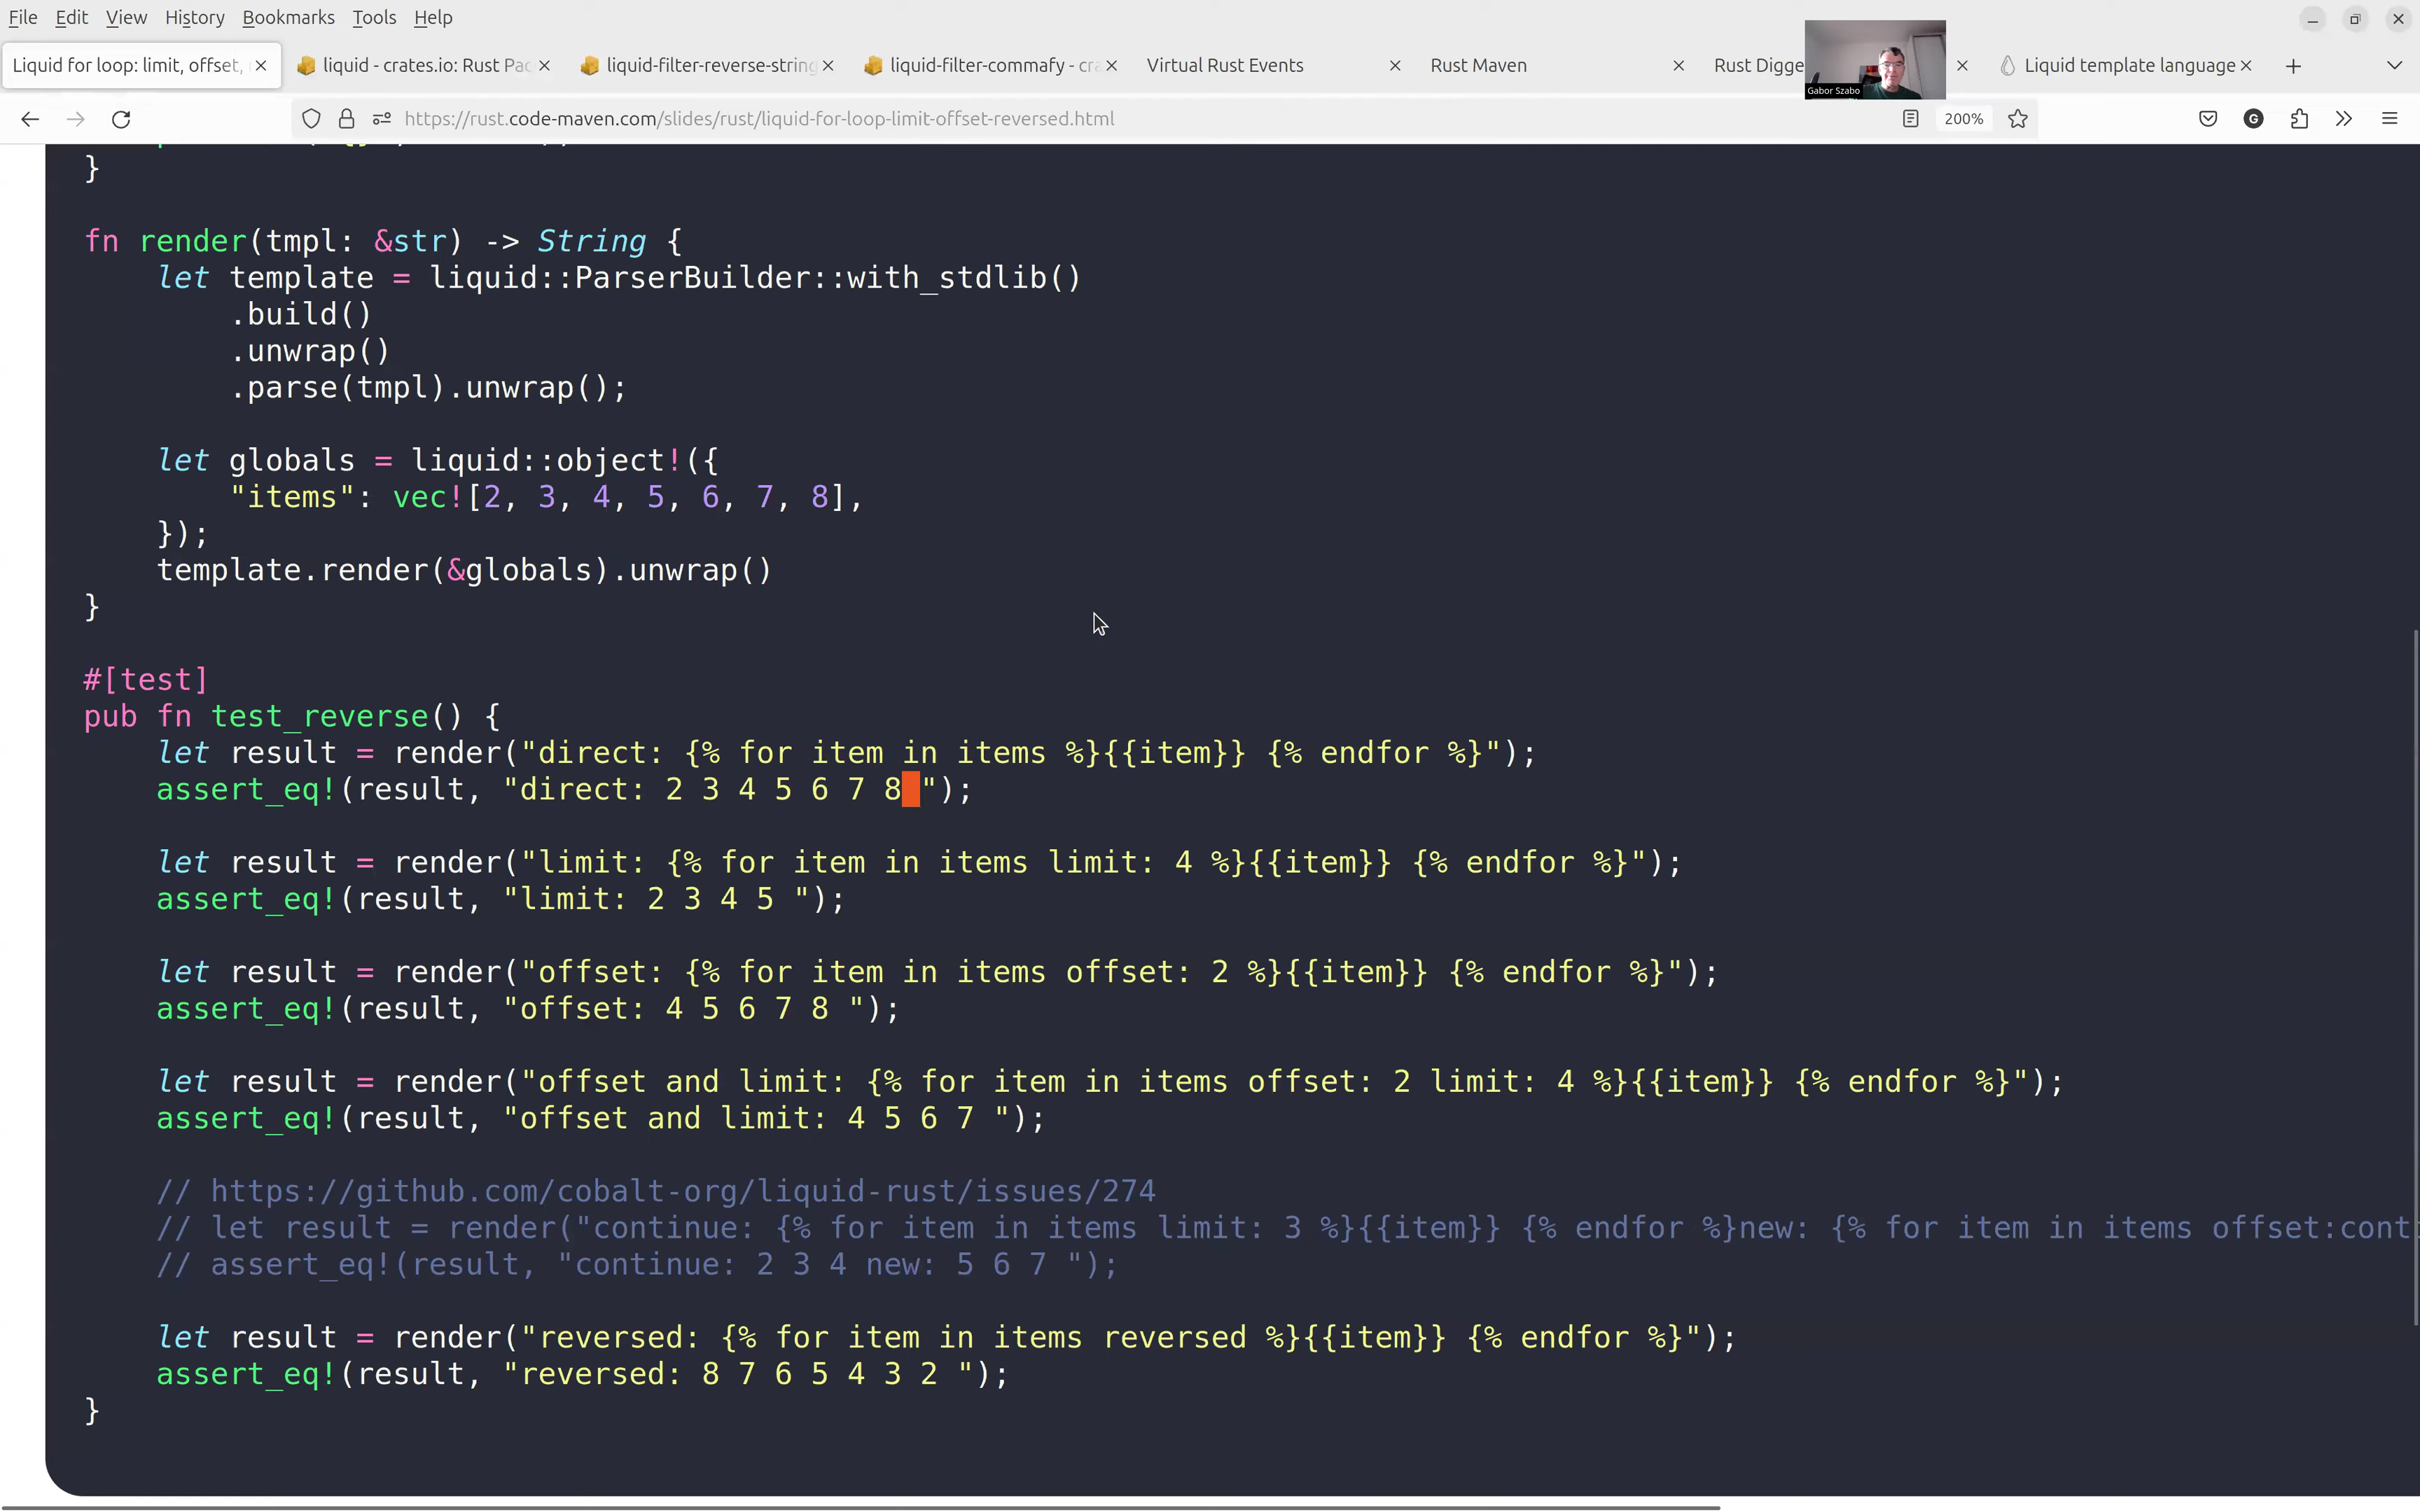 File Edit View History Bookmarks Tools Help
Liquid for loop: limit, offset, liquid - crates.io: Rust Pac liquid-filter-reverse-string liquid-filter-commafy - cra Virtual Rust Events Rust Maven Rust Digge Liquid template language
Gabor Szabo
https://rust.code-maven.com/slides/rust/liquid-for-loop-limit-offset-reversed.html 200% G
}
fn render(tmpl: &str) -> String {
let template = liquid::ParserBuilder::with_stdlib()
.build()
.unwrap()
.parse(tmpl).unwrap();
let globals = liquid::object!({
"items": vec![2, 3, 4, 5, 6, 7, 8],
});
template.render(&globals).unwrap()
}
#[test]
pub fn test_reverse() {
let result = render("direct: {% for item in items %}{{item}} {% endfor %}");
assert_eq!(result, "direct: 2 3 4 5 6 7 8 ");
let result = render("limit: {% for item in items limit: 4 %}{{item}} {% endfor %}");
assert_eq!(result, "limit: 2 3 4 5 ");
let result = render("offset: {% for item in items offset: 2 %}{{item}} {% endfor %}");
assert_eq!(result, "offset: 4 5 6 7 8 ");
let result = render("offset and limit: {% for item in items offset: 2 limit: 4 %}{{item}} {% endfor %}");
assert_eq!(result, "offset and limit: 4 5 6 7 ");
// https://github.com/cobalt-org/liquid-rust/issues/274
// let result = render("continue: {% for item in items limit: 3 %}{{item}} {% endfor %}new: {% for item in items offset:cont
// assert_eq!(result, "continue: 2 3 4 new: 5 6 7 ");
let result = render("reversed: {% for item in items reversed %}{{item}} {% endfor %}");
assert_eq!(result, "reversed: 8 7 6 5 4 3 2 ");
}